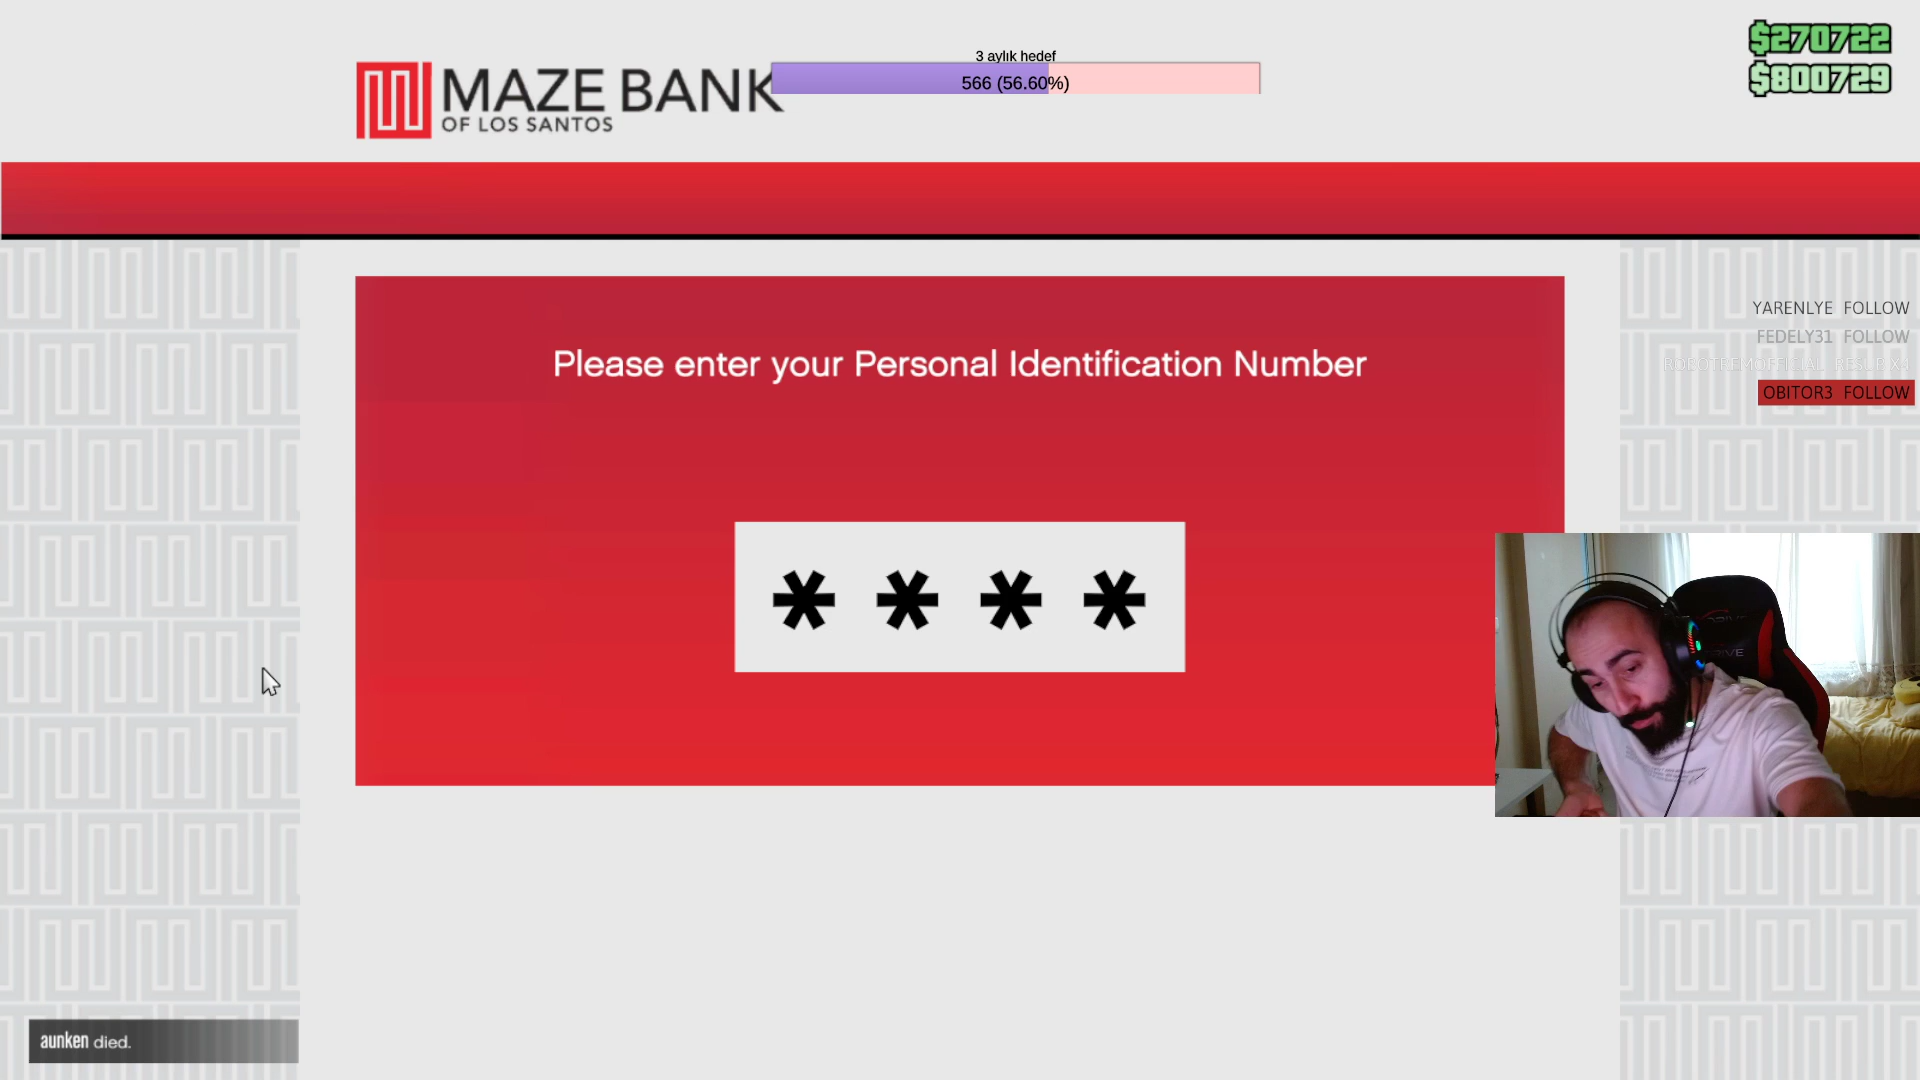 3 aylık hedef
566 (56.60%)
$270722
$800729
MAZE BANK
OF LOS SANTOS
YARENLYE FOLLOW
FEDELY31 FOLLOW
OBITOR3 FOLLOW
Please enter your Personal Identification Number
* * * *
aunken died.